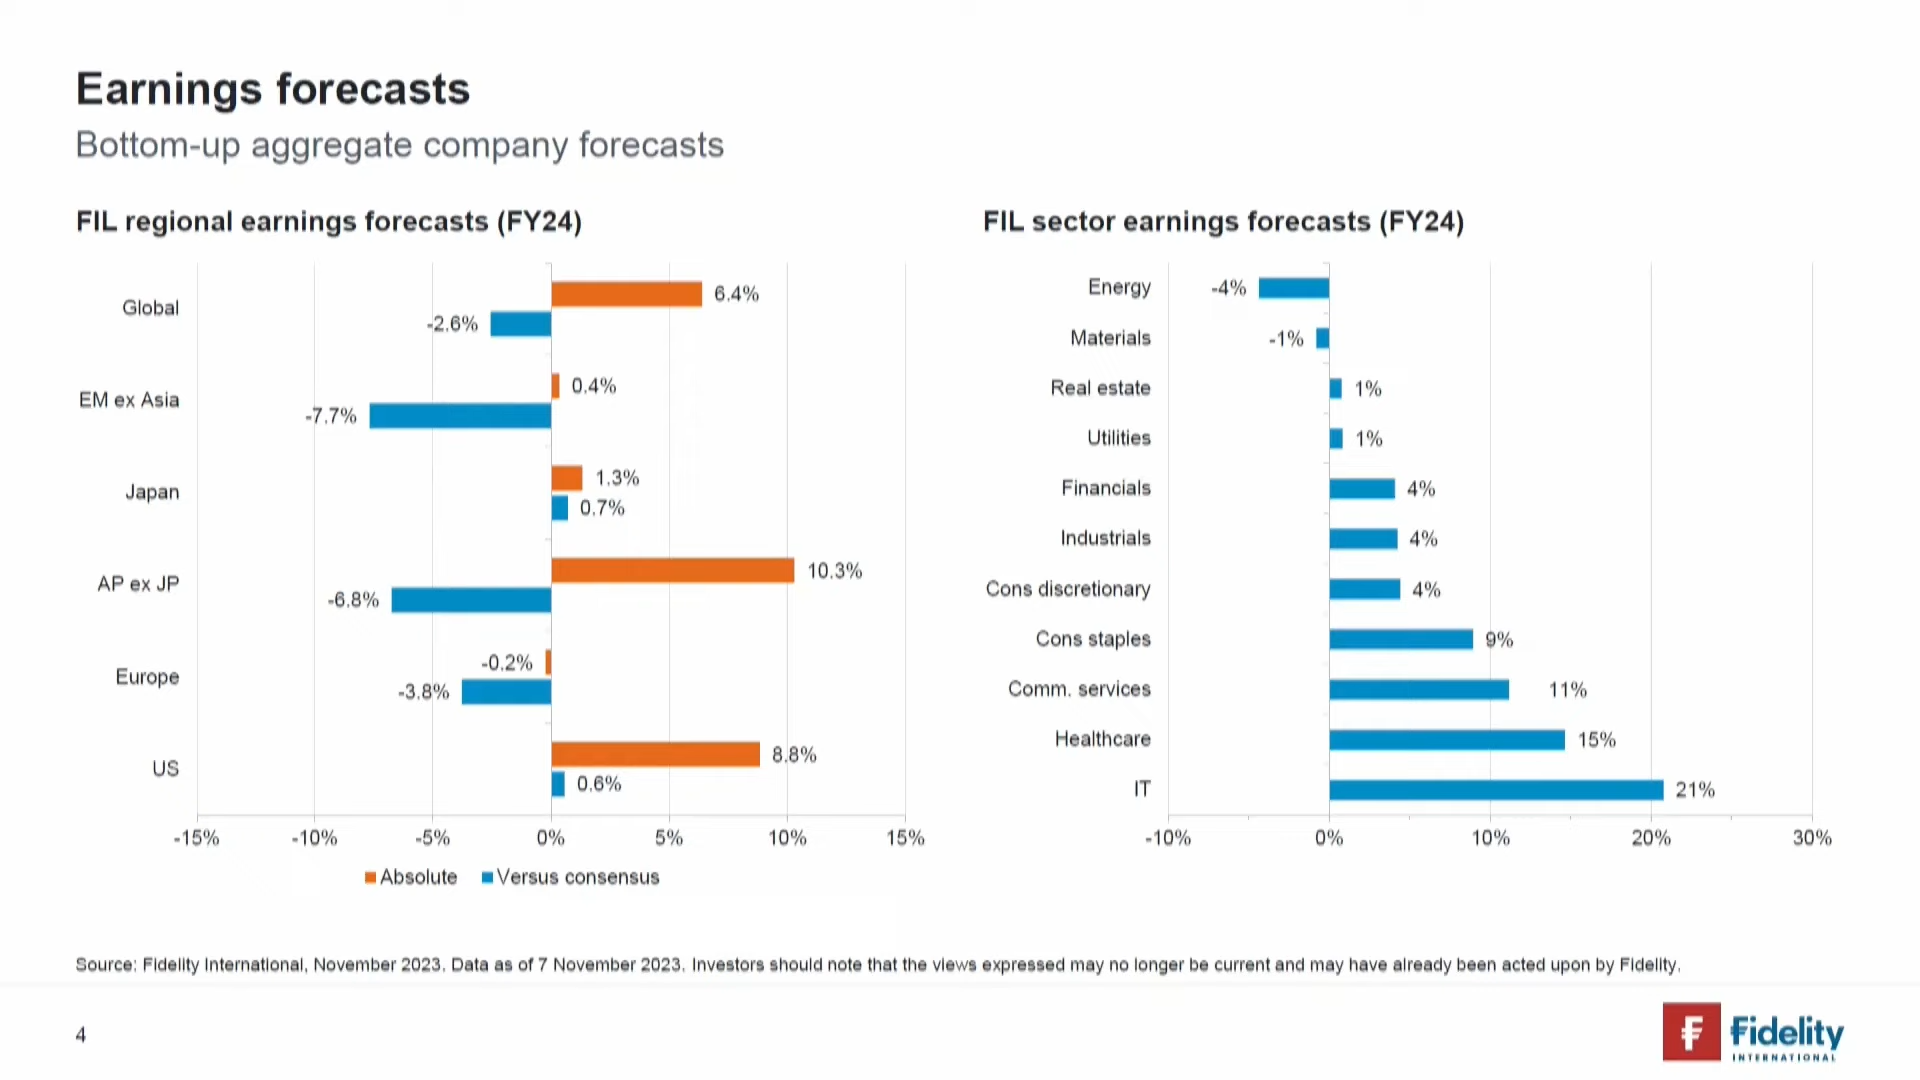 Earnings forecasts
Bottom-up aggregate company forecasts
FIL regional earnings forecasts (FY24)
Global
6.4%
-2.6%
EM ex Asia
0.4%
-7.7%
Japan
1.3%
0.7%
AP ex JP
10.3%
-6.8%
Europe
-0.2%
-3.8%
US
8.8%
0.6%
-15% -10% -5% 0% 5% 10% 15%
Absolute Versus consensus
FIL sector earnings forecasts (FY24)
Energy -4%
Materials -1%
Real estate 1%
Utilities 1%
Financials 4%
Industrials 4%
Cons discretionary 4%
Cons staples 9%
Comm. services 11%
Healthcare 15%
IT 21%
-10% 0% 10% 20% 30%
Source: Fidelity International, November 2023. Data as of 7 November 2023. Investors should note that the views expressed may no longer be current and may have already been acted upon by Fidelity.
4
F Fidelity
INTERNATIONAL